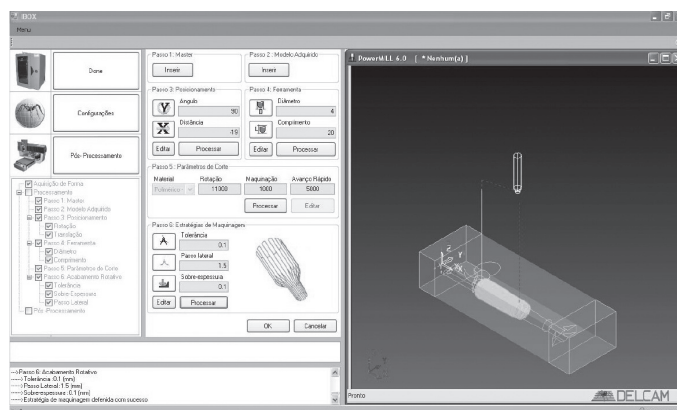 IBOX
Menu
Done
Configurações
Pós-Processamento
Aquisição de Forma
Processamento
Passo 1: Master
Passo 2: Modelo Adquirido
Passo 3: Posicionamento
Rotação
Translação
Passo 4: Ferramenta
Diâmetro
Comprimento
Passo 5: Parâmetros de Corte
Passo 6: Acabamento Rotativo
Tolerância
Sobre Espessura
Passo Lateral
Pós-Processamento
Passo 1: Master
Inserir
Passo 2 : Modelo Adquirido
Inserir
Passo 3: Posicionamento
Y
Angulo
90
X
Distância
-19
Editar
Processar
Passo 4: Ferramenta
Diâmetro
4
Comprimento
20
Editar
Processar
Passo 5 : Parâmetros de Corte
Material
Rotação
Maquinação
Avanço Rápido
Polimérico
11000
1000
5000
Processar
Editar
Passo 6: Estratégias de Maquinagem
Tolerância
0.1
Passo lateral
1.5
Sobre-espessura
0.1
Editar
Processar
OK
Cancelar
-->Passo 6: Acabamento Rotativo
----> Tolerância :0.1 (mm)
----> Passo Lateral: 1.5 (mm)
----> Sobre-espessura :0.1 (mm)
----> Estratégia de maquinagem defenida com sucesso
PowerMILL 6.0 [ *Nenhum(a) ]
Z
Y
X
Pronto
DELCAM